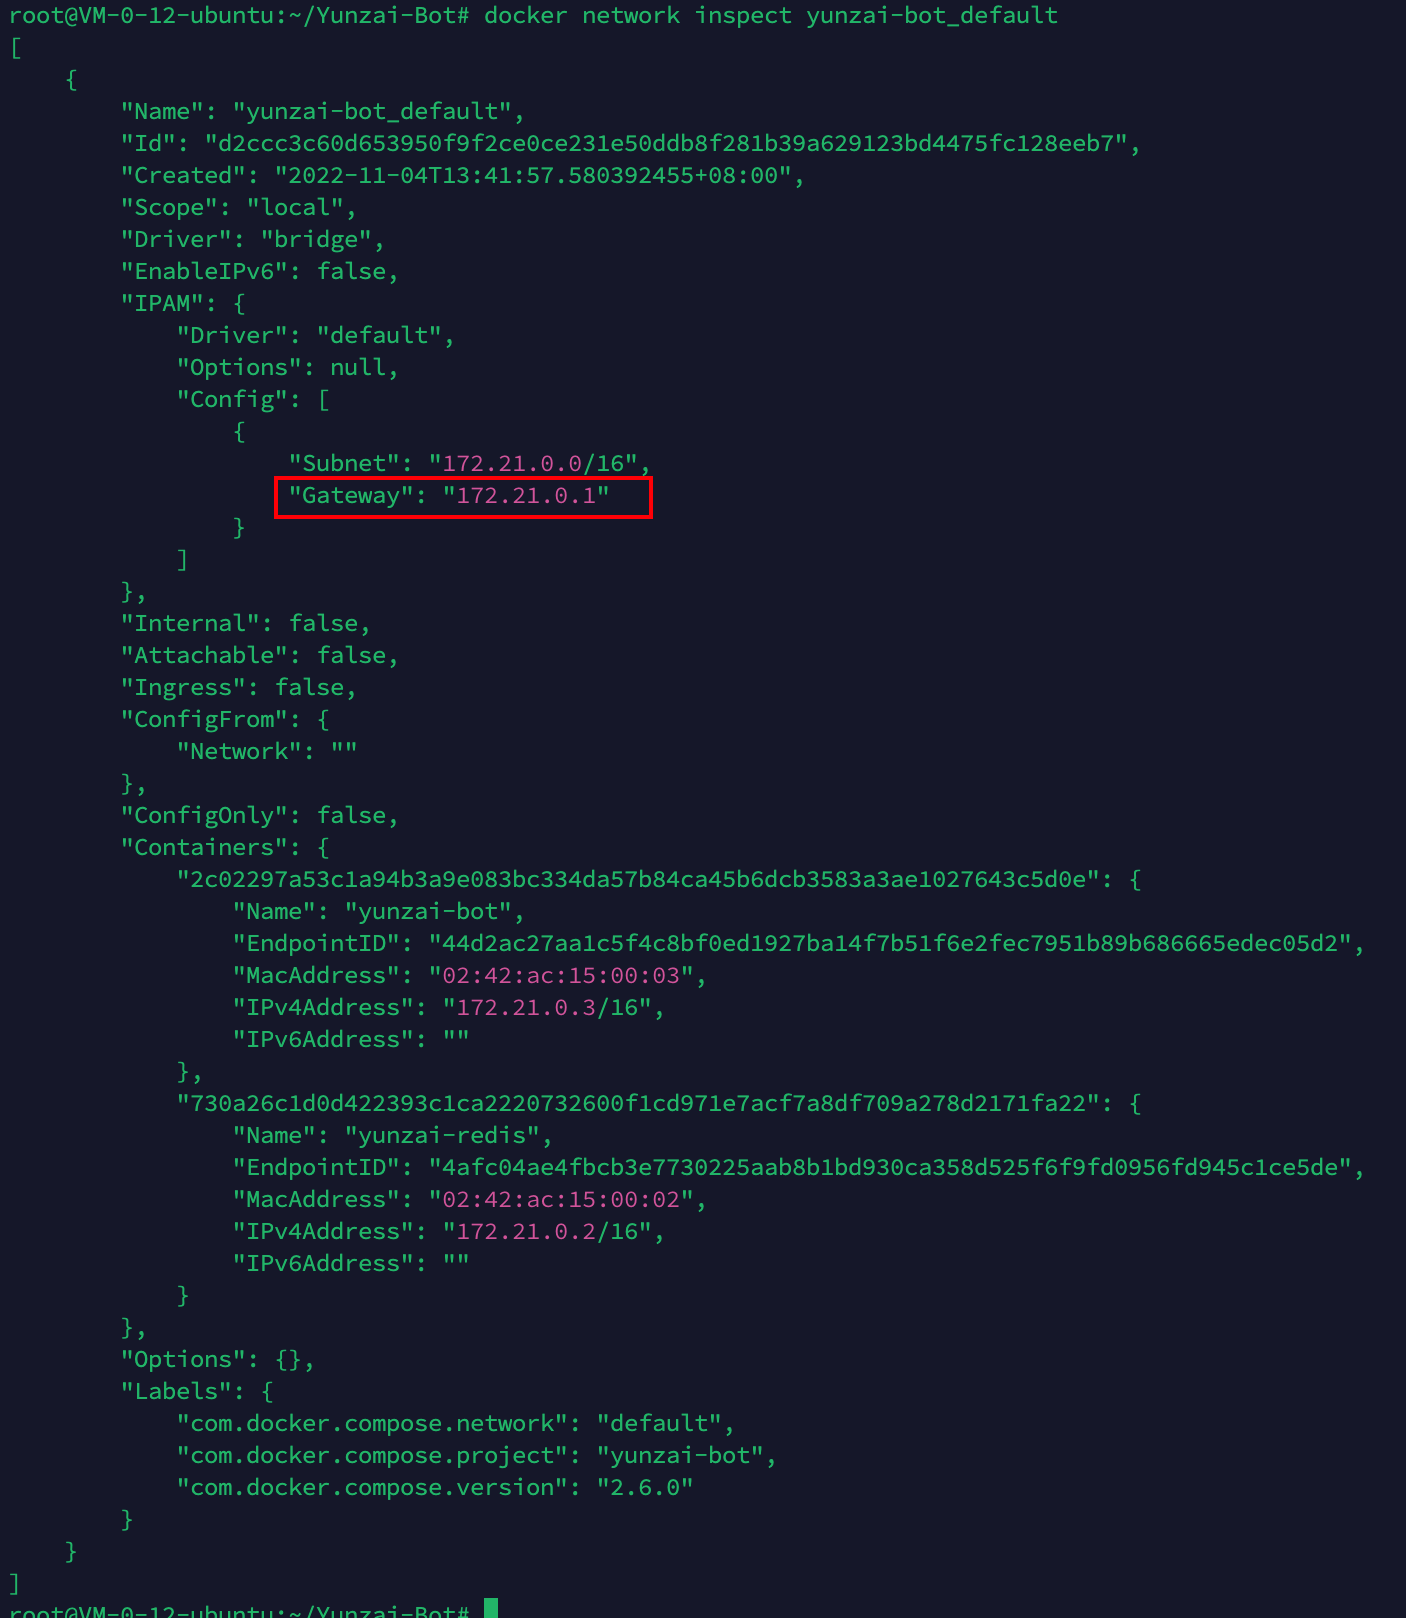 root@VM-0-12-ubuntu:~/Yunzai-Bot# docker network inspect yunzai-bot_default
[
    {
        "Name": "yunzai-bot_default",
        "Id": "d2ccc3c60d653950f9f2ce0ce231e50ddb8f281b39a629123bd4475fc128eeb7",
        "Created": "2022-11-04T13:41:57.580392455+08:00",
        "Scope": "local",
        "Driver": "bridge",
        "EnableIPv6": false,
        "IPAM": {
            "Driver": "default",
            "Options": null,
            "Config": [
                {
                    "Subnet": "172.21.0.0/16",
                    "Gateway": "172.21.0.1"
                }
            ]
        },
        "Internal": false,
        "Attachable": false,
        "Ingress": false,
        "ConfigFrom": {
            "Network": ""
        },
        "ConfigOnly": false,
        "Containers": {
            "2c02297a53c1a94b3a9e083bc334da57b84ca45b6dcb3583a3ae1027643c5d0e": {
                "Name": "yunzai-bot",
                "EndpointID": "44d2ac27aa1c5f4c8bf0ed1927ba14f7b51f6e2fec7951b89b686665edec05d2",
                "MacAddress": "02:42:ac:15:00:03",
                "IPv4Address": "172.21.0.3/16",
                "IPv6Address": ""
            },
            "730a26c1d0d422393c1ca2220732600f1cd971e7acf7a8df709a278d2171fa22": {
                "Name": "yunzai-redis",
                "EndpointID": "4afc04ae4fbcb3e7730225aab8b1bd930ca358d525f6f9fd0956fd945c1ce5de",
                "MacAddress": "02:42:ac:15:00:02",
                "IPv4Address": "172.21.0.2/16",
                "IPv6Address": ""
            }
        },
        "Options": {},
        "Labels": {
            "com.docker.compose.network": "default",
            "com.docker.compose.project": "yunzai-bot",
            "com.docker.compose.version": "2.6.0"
        }
    }
]
root@VM-0-12-ubuntu:~/Yunzai-Bot#